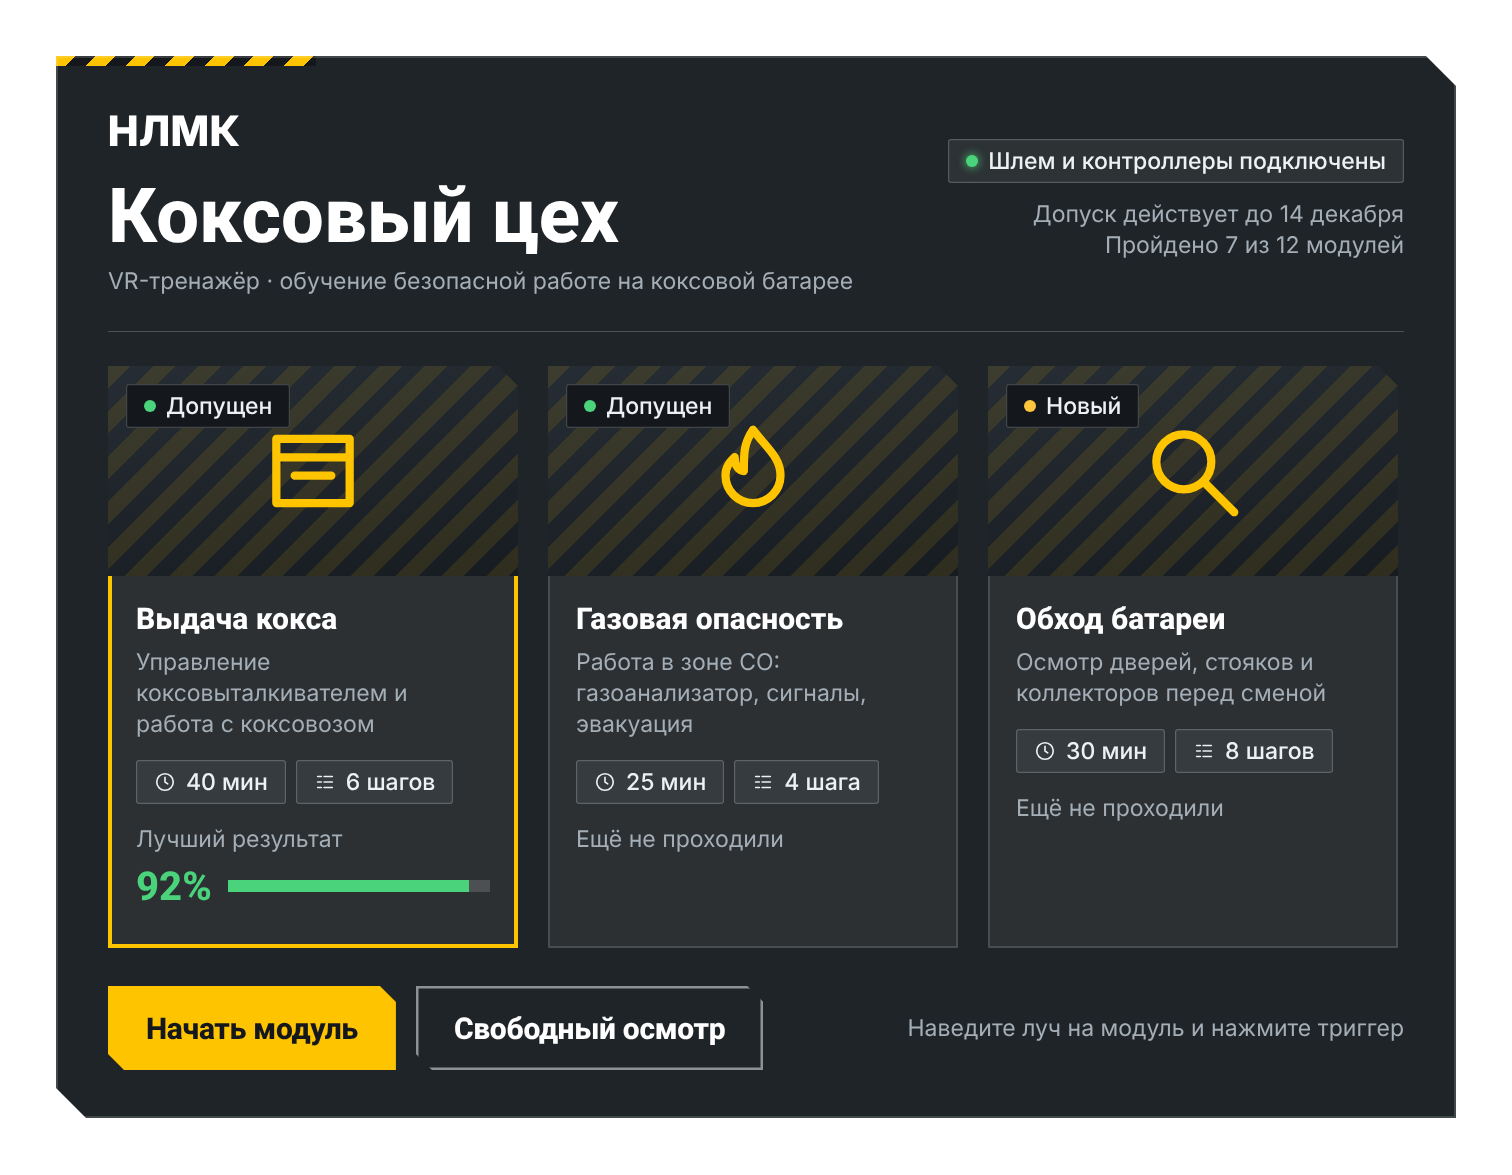 НЛМК
Коксовый цех
VR-тренажёр · обучение безопасной работе на коксовой батарее
Шлем и контроллеры подключены
Допуск действует до 14 декабря
Пройдено 7 из 12 модулей
Допущен
Выдача кокса
Управление
коксовыталкивателем и
работа с коксовозом
40 мин
6 шагов
Лучший результат
92%
Допущен
Газовая опасность
Работа в зоне CO:
газоанализатор, сигналы,
эвакуация
25 мин
4 шага
Ещё не проходили
Новый
Обход батареи
Осмотр дверей, стояков и
коллекторов перед сменой
30 мин
8 шагов
Ещё не проходили
Начать модуль
Свободный осмотр
Наведите луч на модуль и нажмите триггер